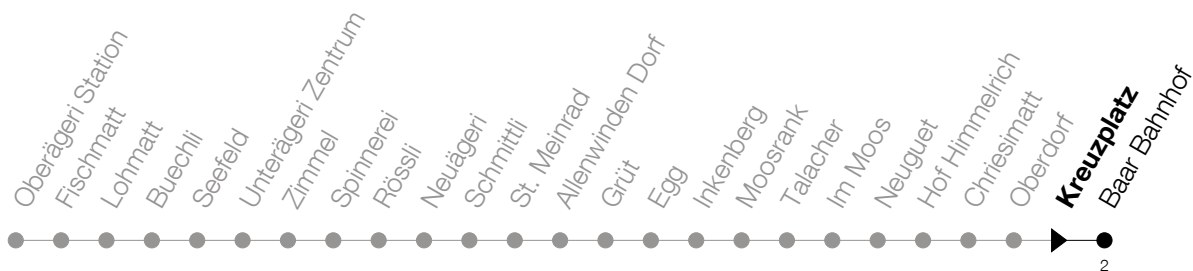 Oberägeri Station
Fischmatt
Lohmatt
Buechli
Seefeld
Unterägeri Zentrum
Zimmel
Spinnerei
Rössli
Neuägeri
Schmittli
St. Meinrad
Allenwinden Dorf
Grüt
Egg
Inkenberg
Moosrank
Talacher
Im Moos
Neuguet
Hof Himmelrich
Chriesimatt
Oberdorf
Kreuzplatz
Baar Bahnhof
2